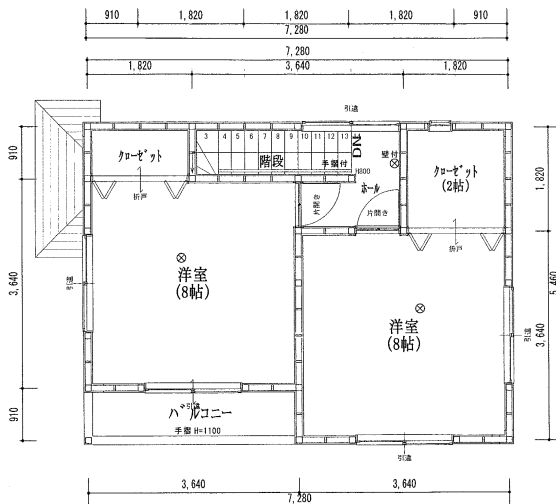 910 1,820 1,820 1,820 910
7,280
7,280
1,820 3,640 1,820
引違
3 4 5 6 7 8 9 10 11 12 13
DN
クローゼット
階段
手摺付
壁付
H800
ホール
クローゼット
(2帖)
折戸
片開き
片開き
折戸
910
3,640
910
1,820
3,640
5,460
洋室
(8帖)
引違
洋室
(8帖)
引違
引違
バルコニー
手摺 H=1100
引違
3,640 3,640
7,280